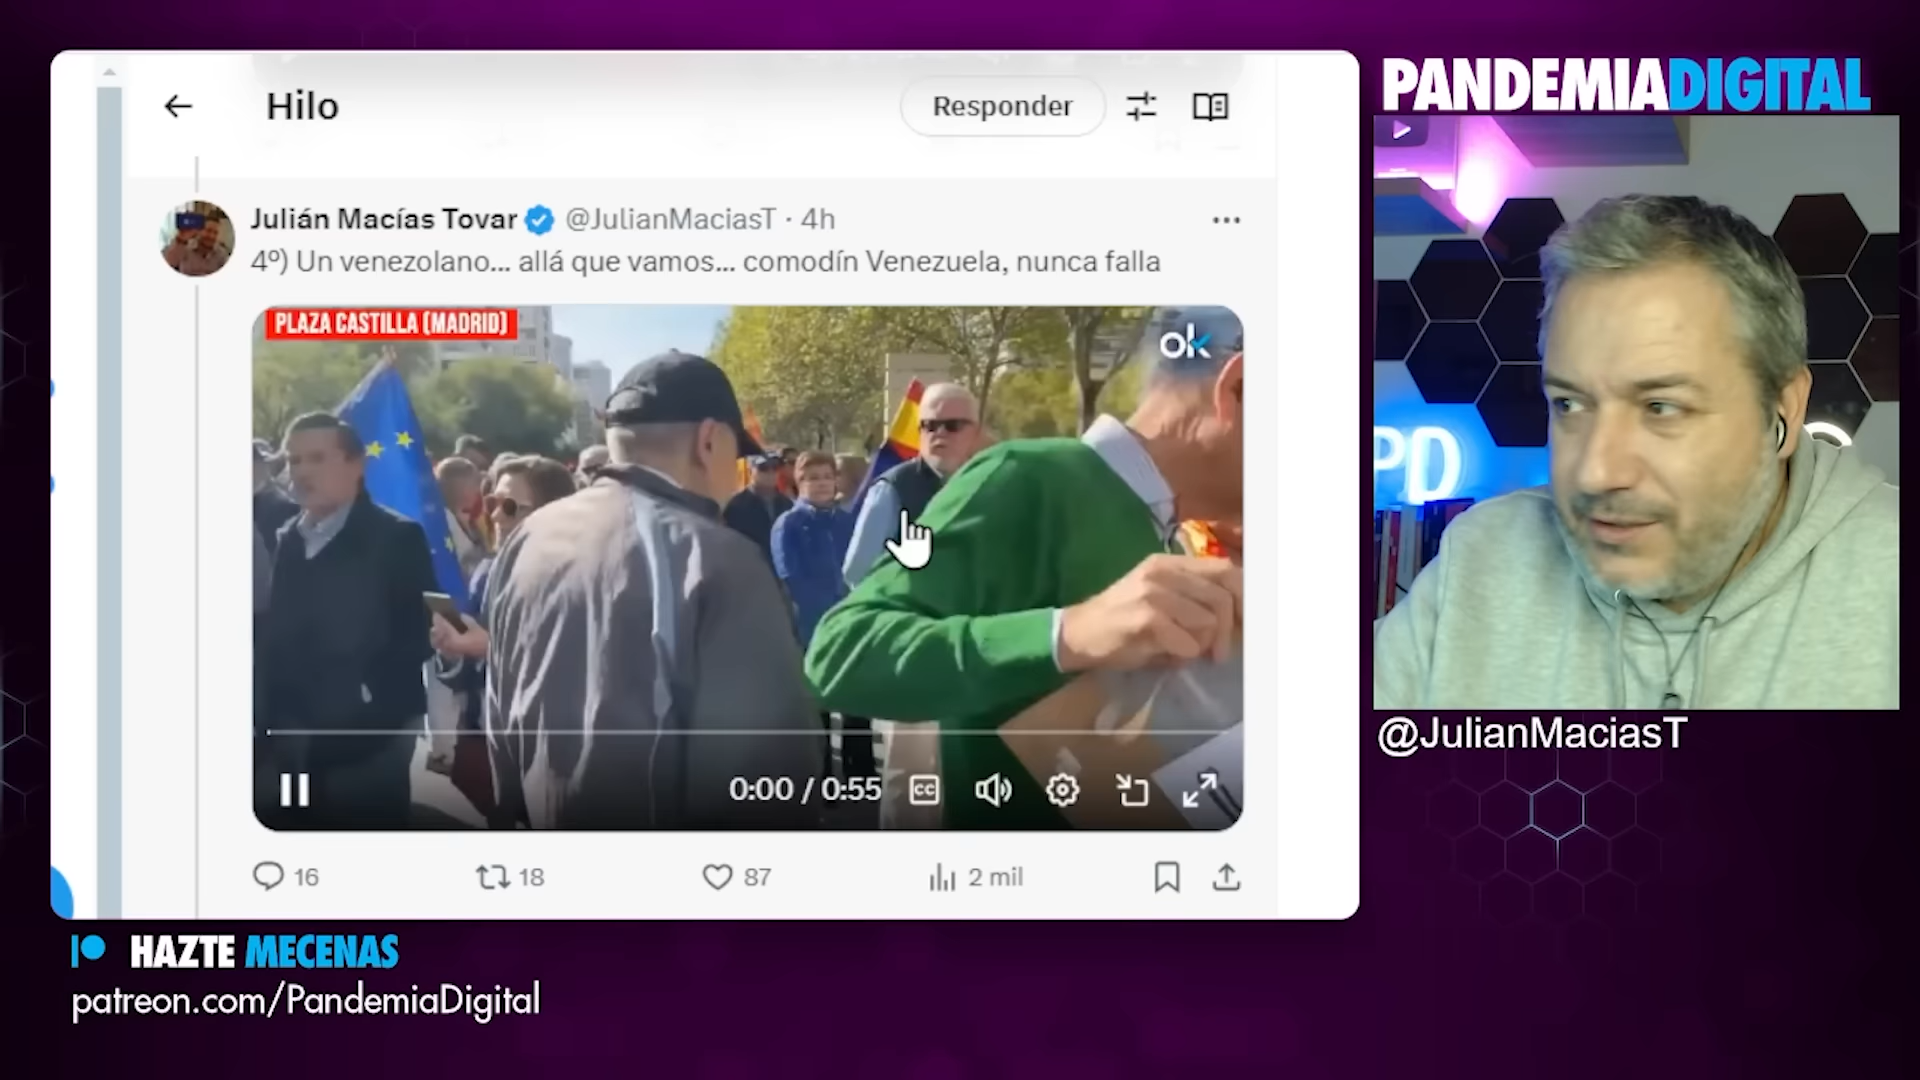 PANDEMIADIGITAL
Hilo
Responder
Julián Macías Tovar @JulianMaciasT · 4h
4º) Un venezolano... allá que vamos... comodín Venezuela, nunca falla
PLAZA CASTILLA (MADRID)
ok
PD
0:00 / 0:55
CC
16
18
87
2 mil
@JulianMaciasT
HAZTE MECENAS
patreon.com/PandemiaDigital